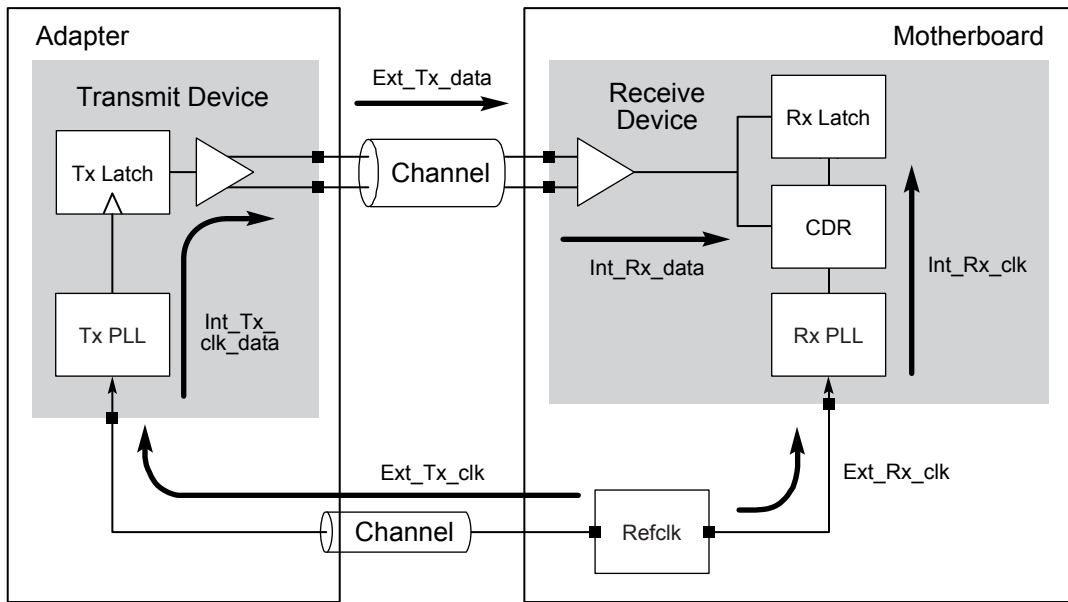 Adapter
Motherboard
Transmit Device
Ext_Tx_data
Receive
Device
Rx Latch
Tx Latch
Channel
CDR
Int_Rx_data
Int_Rx_clk
Tx PLL
Int_Tx_
clk_data
Rx PLL
Ext_Tx_clk
Ext_Rx_clk
Channel
Refclk